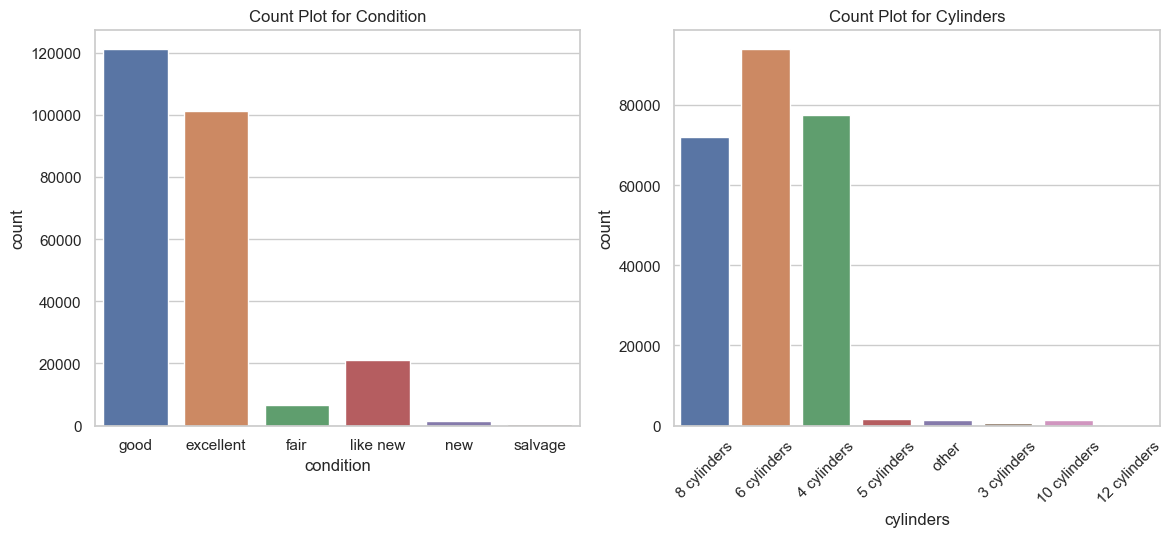 Count Plot for Condition
120000
100000
80000
60000
40000
20000
0
count
good excellent fair like new new salvage
condition
Count Plot for Cylinders
80000
60000
40000
20000
0
count
8 cylinders 6 cylinders 4 cylinders 5 cylinders other 3 cylinders 10 cylinders 12 cylinders
cylinders